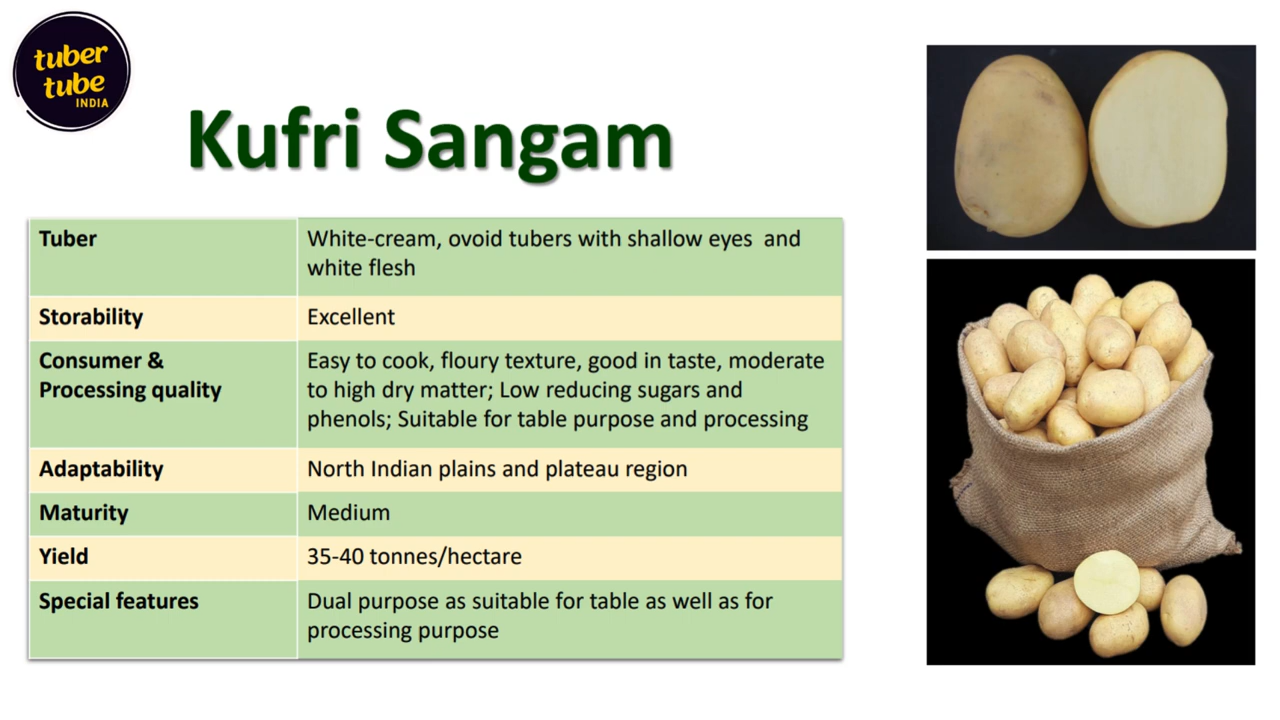 tuber
tube
INDIA
Kufri Sangam
Tuber
White-cream, ovoid tubers with shallow eyes and
white flesh
Storability
Excellent
Consumer &
Processing quality
Easy to cook, floury texture, good in taste, moderate
to high dry matter; Low reducing sugars and
phenols; Suitable for table purpose and processing
Adaptability
North Indian plains and plateau region
Maturity
Medium
Yield
35-40 tonnes/hectare
Special features
Dual purpose as suitable for table as well as for
processing purpose